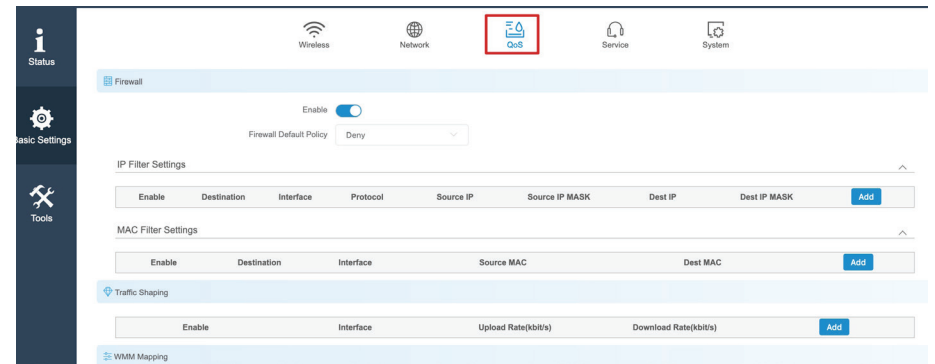 Status
Basic Settings
Tools
Wireless Network QoS Service System
Firewall
Enable
Firewall Default Policy Deny
IP Filter Settings
Enable Destination Interface Protocol Source IP Source IP MASK Dest IP Dest IP MASK Add
MAC Filter Settings
Enable Destination Interface Source MAC Dest MAC Add
Traffic Shaping
Enable Interface Upload Rate(kbit/s) Download Rate(kbit/s) Add
WMM Mapping